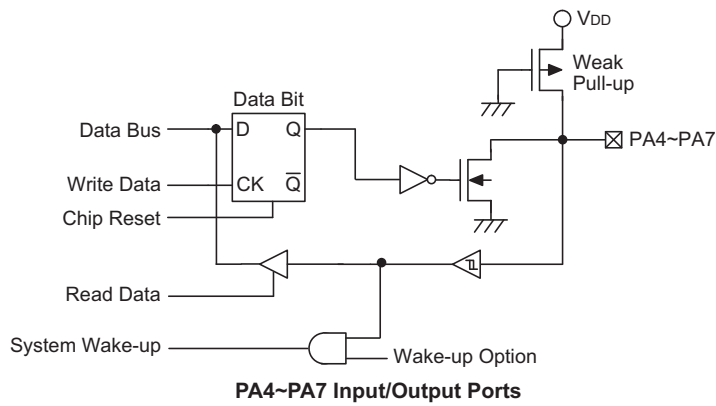 VDD
Weak
Pull-up
Data Bit
Data Bus
D Q
PA4~PA7
Write Data
CK Q̅
Chip Reset
Read Data
System Wake-up
Wake-up Option
PA4~PA7 Input/Output Ports